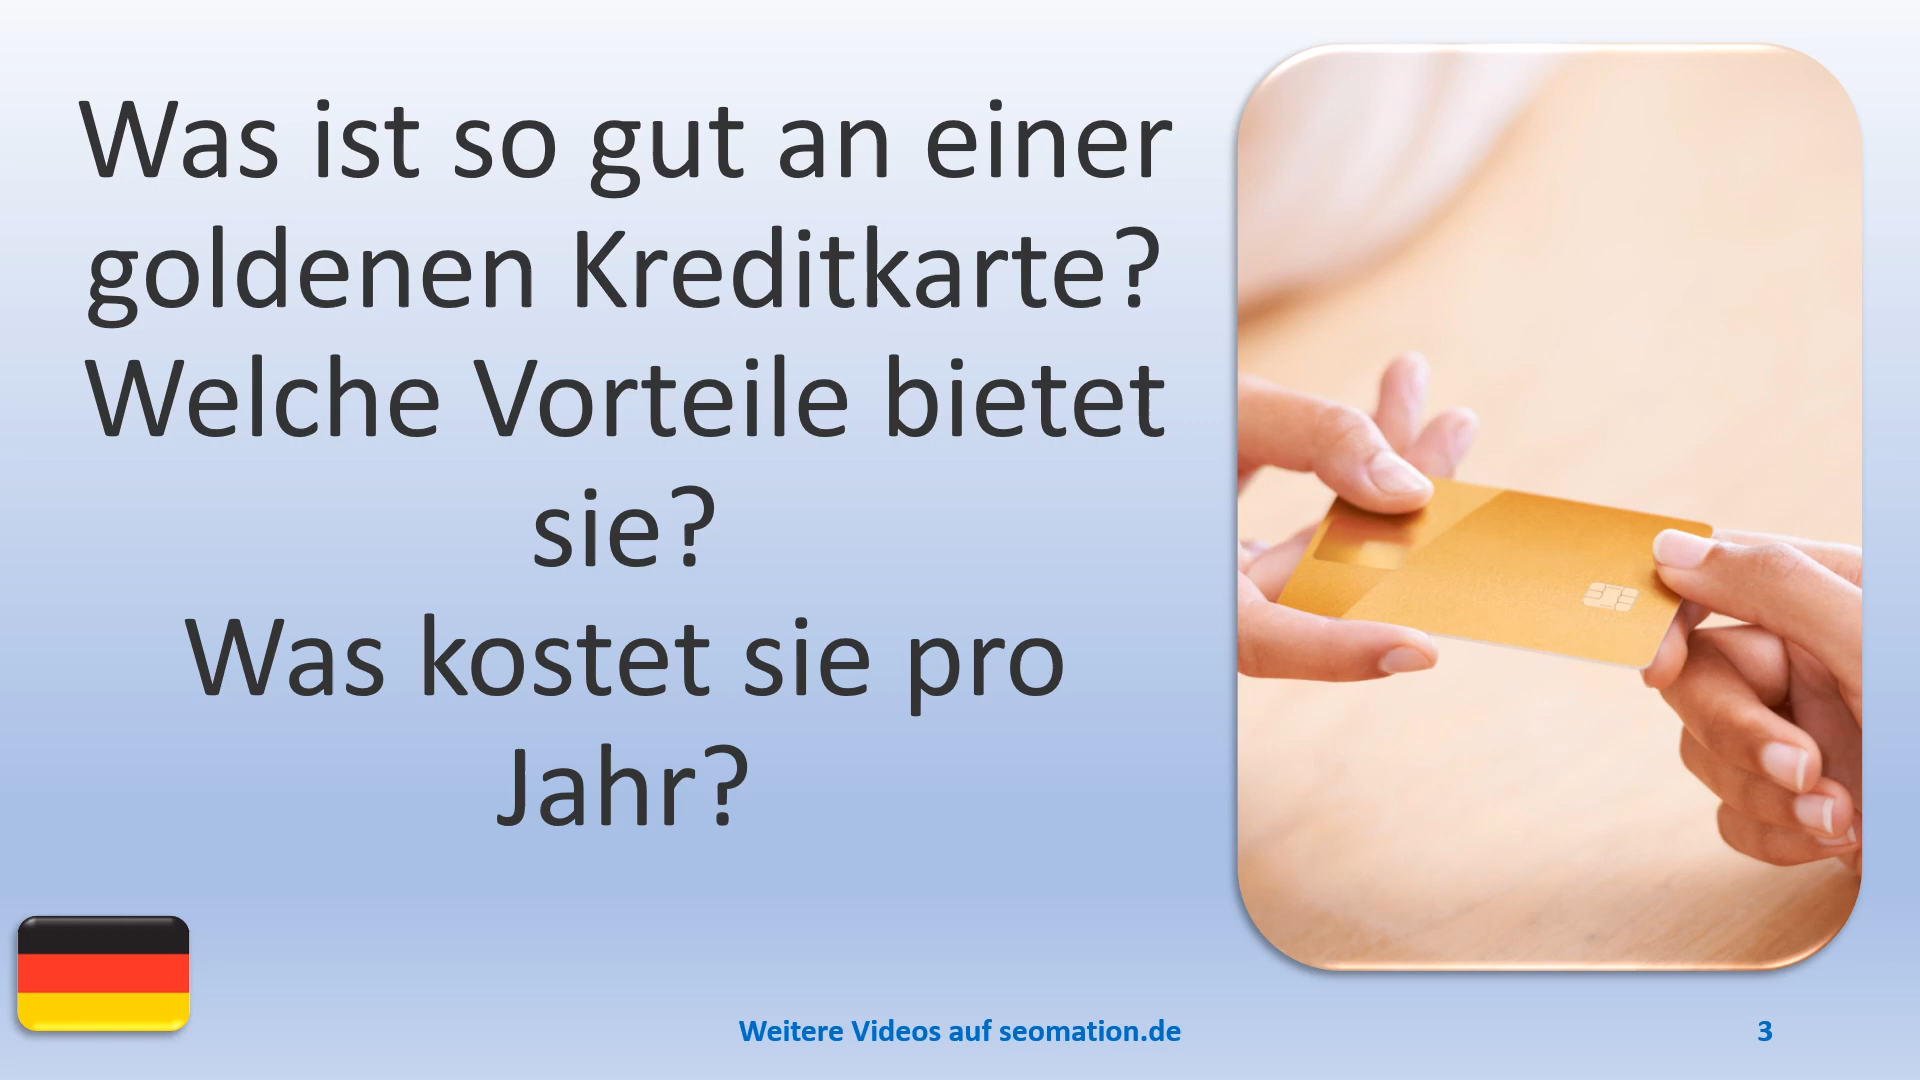 Was ist so gut an einer
goldenen Kreditkarte?
Welche Vorteile bietet
sie?
Was kostet sie pro
Jahr?
Weitere Videos auf seomation.de
3